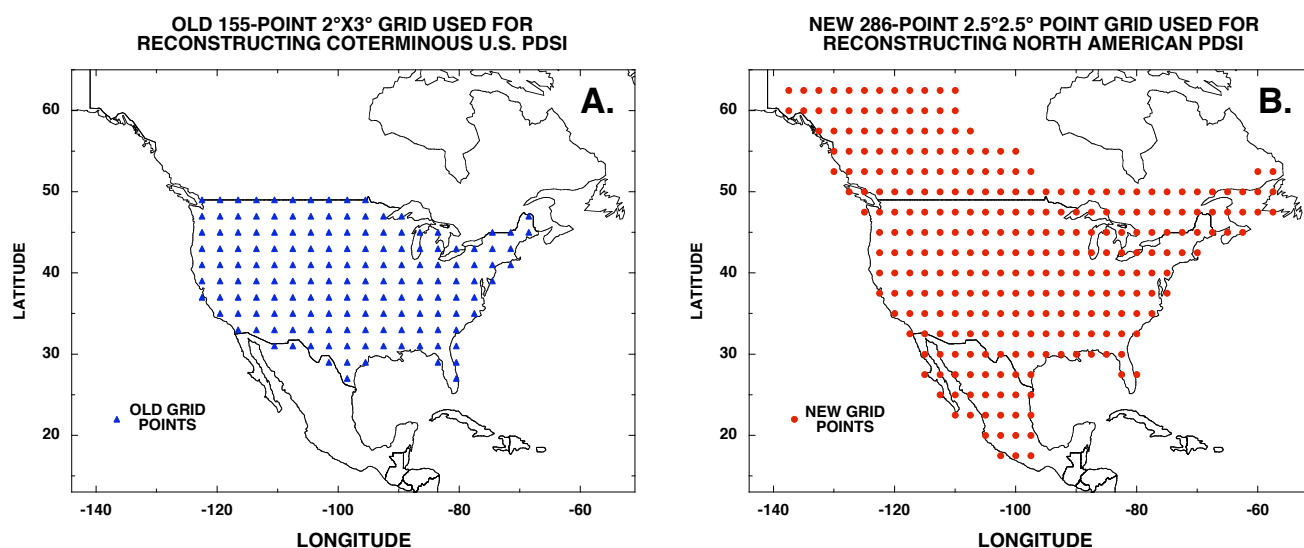 OLD 155-POINT 2°X3° GRID USED FOR
RECONSTRUCTING COTERMINOUS U.S. PDSI
A.
60
50
40
30
20
LATITUDE
OLD GRID
POINTS
-140
-120
-100
-80
-60
LONGITUDE
NEW 286-POINT 2.5°2.5° POINT GRID USED FOR
RECONSTRUCTING NORTH AMERICAN PDSI
B.
60
50
40
30
20
LATITUDE
NEW GRID
POINTS
-140
-120
-100
-80
-60
LONGITUDE